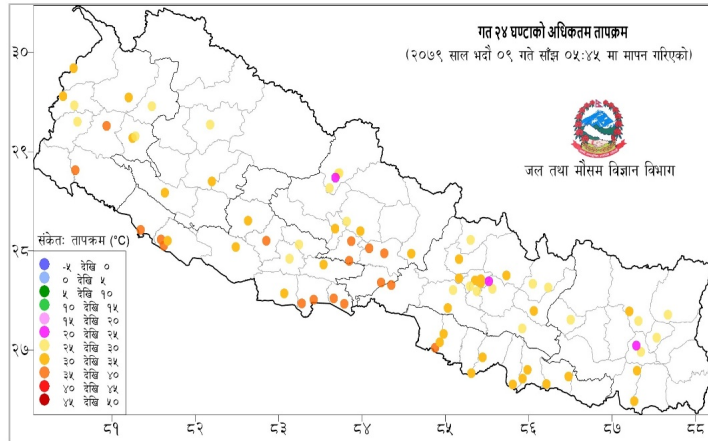 गत २४ घण्टाको अधिकतम तापक्रम
(२०७९ साल भदौ ०९ गते साँझ ०५:४५ मा मापन गरिएको)
जल तथा मौसम विज्ञान विभाग
३०
२९
२८
२७
संकेतः तापक्रम (°C)
-५ देखि ०
० देखि ५
५ देखि १०
१० देखि १५
१५ देखि २०
२० देखि २५
२५ देखि ३०
३० देखि ३५
३५ देखि ४०
४० देखि ४५
४५ देखि ५०
८१ ८२ ८३ ८४ ८५ ८६ ८७ ८८